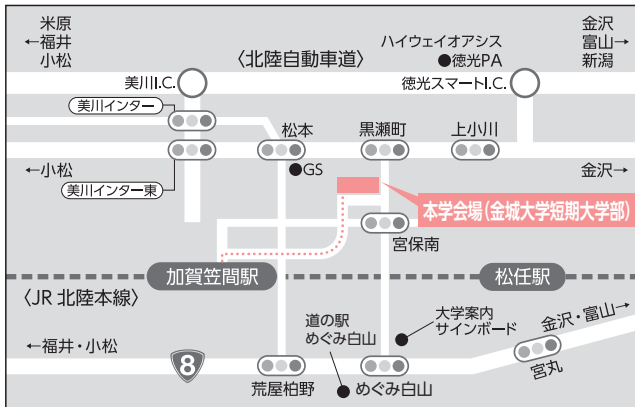 米原
←福井
小松
〈北陸自動車道〉
ハイウェイオアシス
●徳光PA
金沢
富山→
新潟
美川I.C.
徳光スマートI.C.
美川インター
松本
黒瀬町
上小川
←小松
●GS
金沢→
美川インター東
本学会場(金城大学短期大学部)
宮保南
加賀笠間駅
松任駅
〈JR 北陸本線〉
道の駅
めぐみ白山
大学案内
サインボード
金沢・富山→
←福井・小松
8
荒屋柏野
めぐみ白山
宮丸